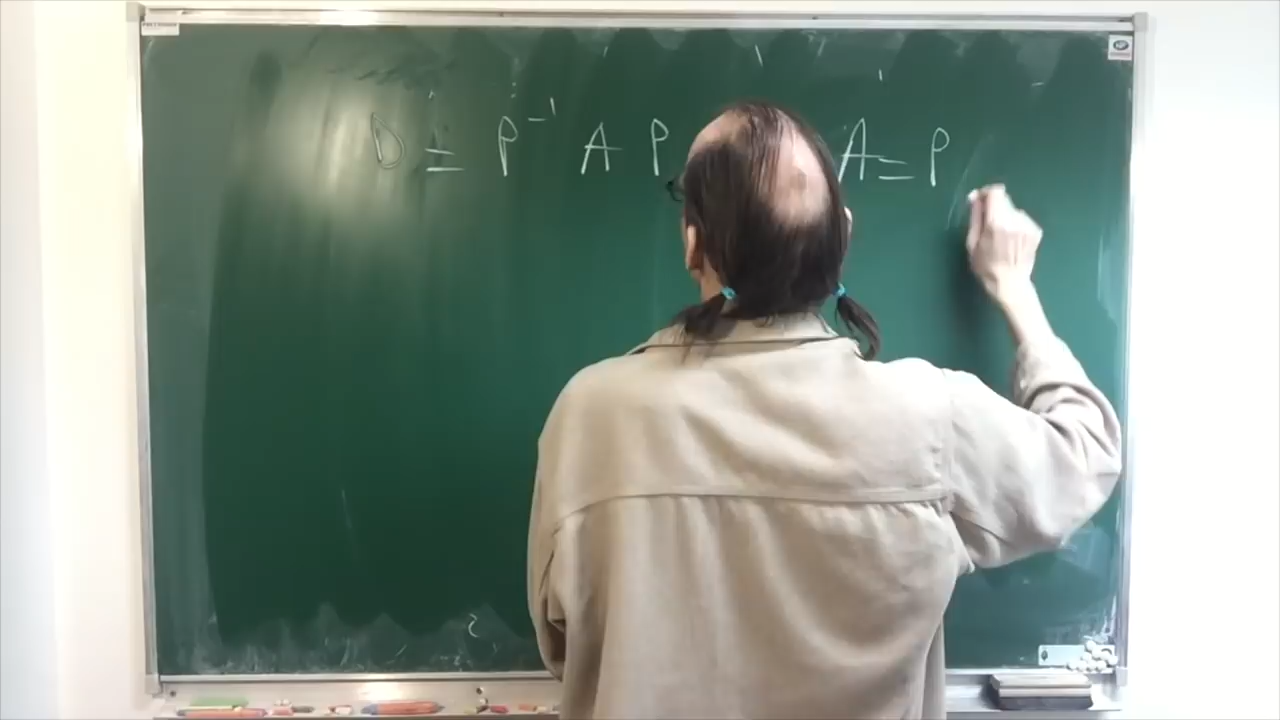 D = P⁻¹ A P A = P